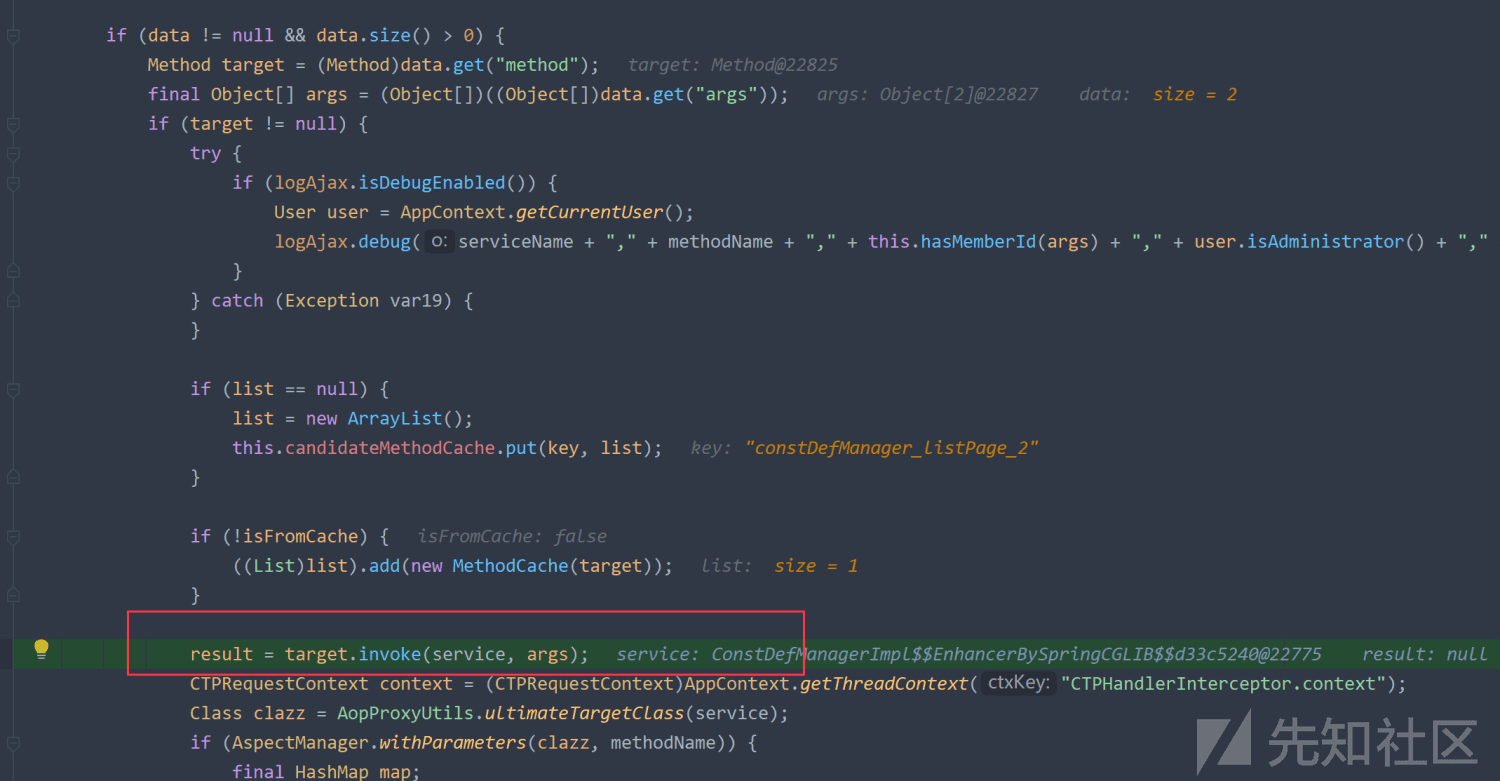 if (data != null && data.size() > 0) {
Method target = (Method)data.get("method");   target: Method@22825
final Object[] args = (Object[])((Object[])data.get("args"));   args: Object[2]@22827    data:  size = 2
if (target != null) {
try {
if (logAjax.isDebugEnabled()) {
User user = AppContext.getCurrentUser();
logAjax.debug( o: serviceName + "," + methodName + "," + this.hasMemberId(args) + "," + user.isAdministrator() + ","
}
} catch (Exception var19) {
}
if (list == null) {
list = new ArrayList();
this.candidateMethodCache.put(key, list);   key: "constDefManager_listPage_2"
}
if (!isFromCache) {   isFromCache: false
((List)list).add(new MethodCache(target));   list:  size = 1
}
result = target.invoke(service, args);   service: ConstDefManagerImpl$$EnhancerBySpringCGLIB$$d33c5240@22775    result: null
CTPRequestContext context = (CTPRequestContext)AppContext.getThreadContext( ctxKey: "CTPHandlerInterceptor.context");
Class clazz = AopProxyUtils.ultimateTargetClass(service);
if (AspectManager.withParameters(clazz, methodName)) {
final HashMap map;
先知社区